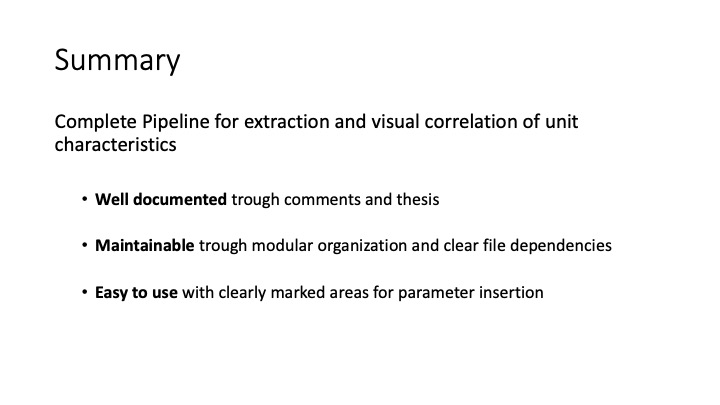 Summary
Complete Pipeline for extraction and visual correlation of unit
characteristics
• Well documented trough comments and thesis
• Maintainable trough modular organization and clear file dependencies
• Easy to use with clearly marked areas for parameter insertion